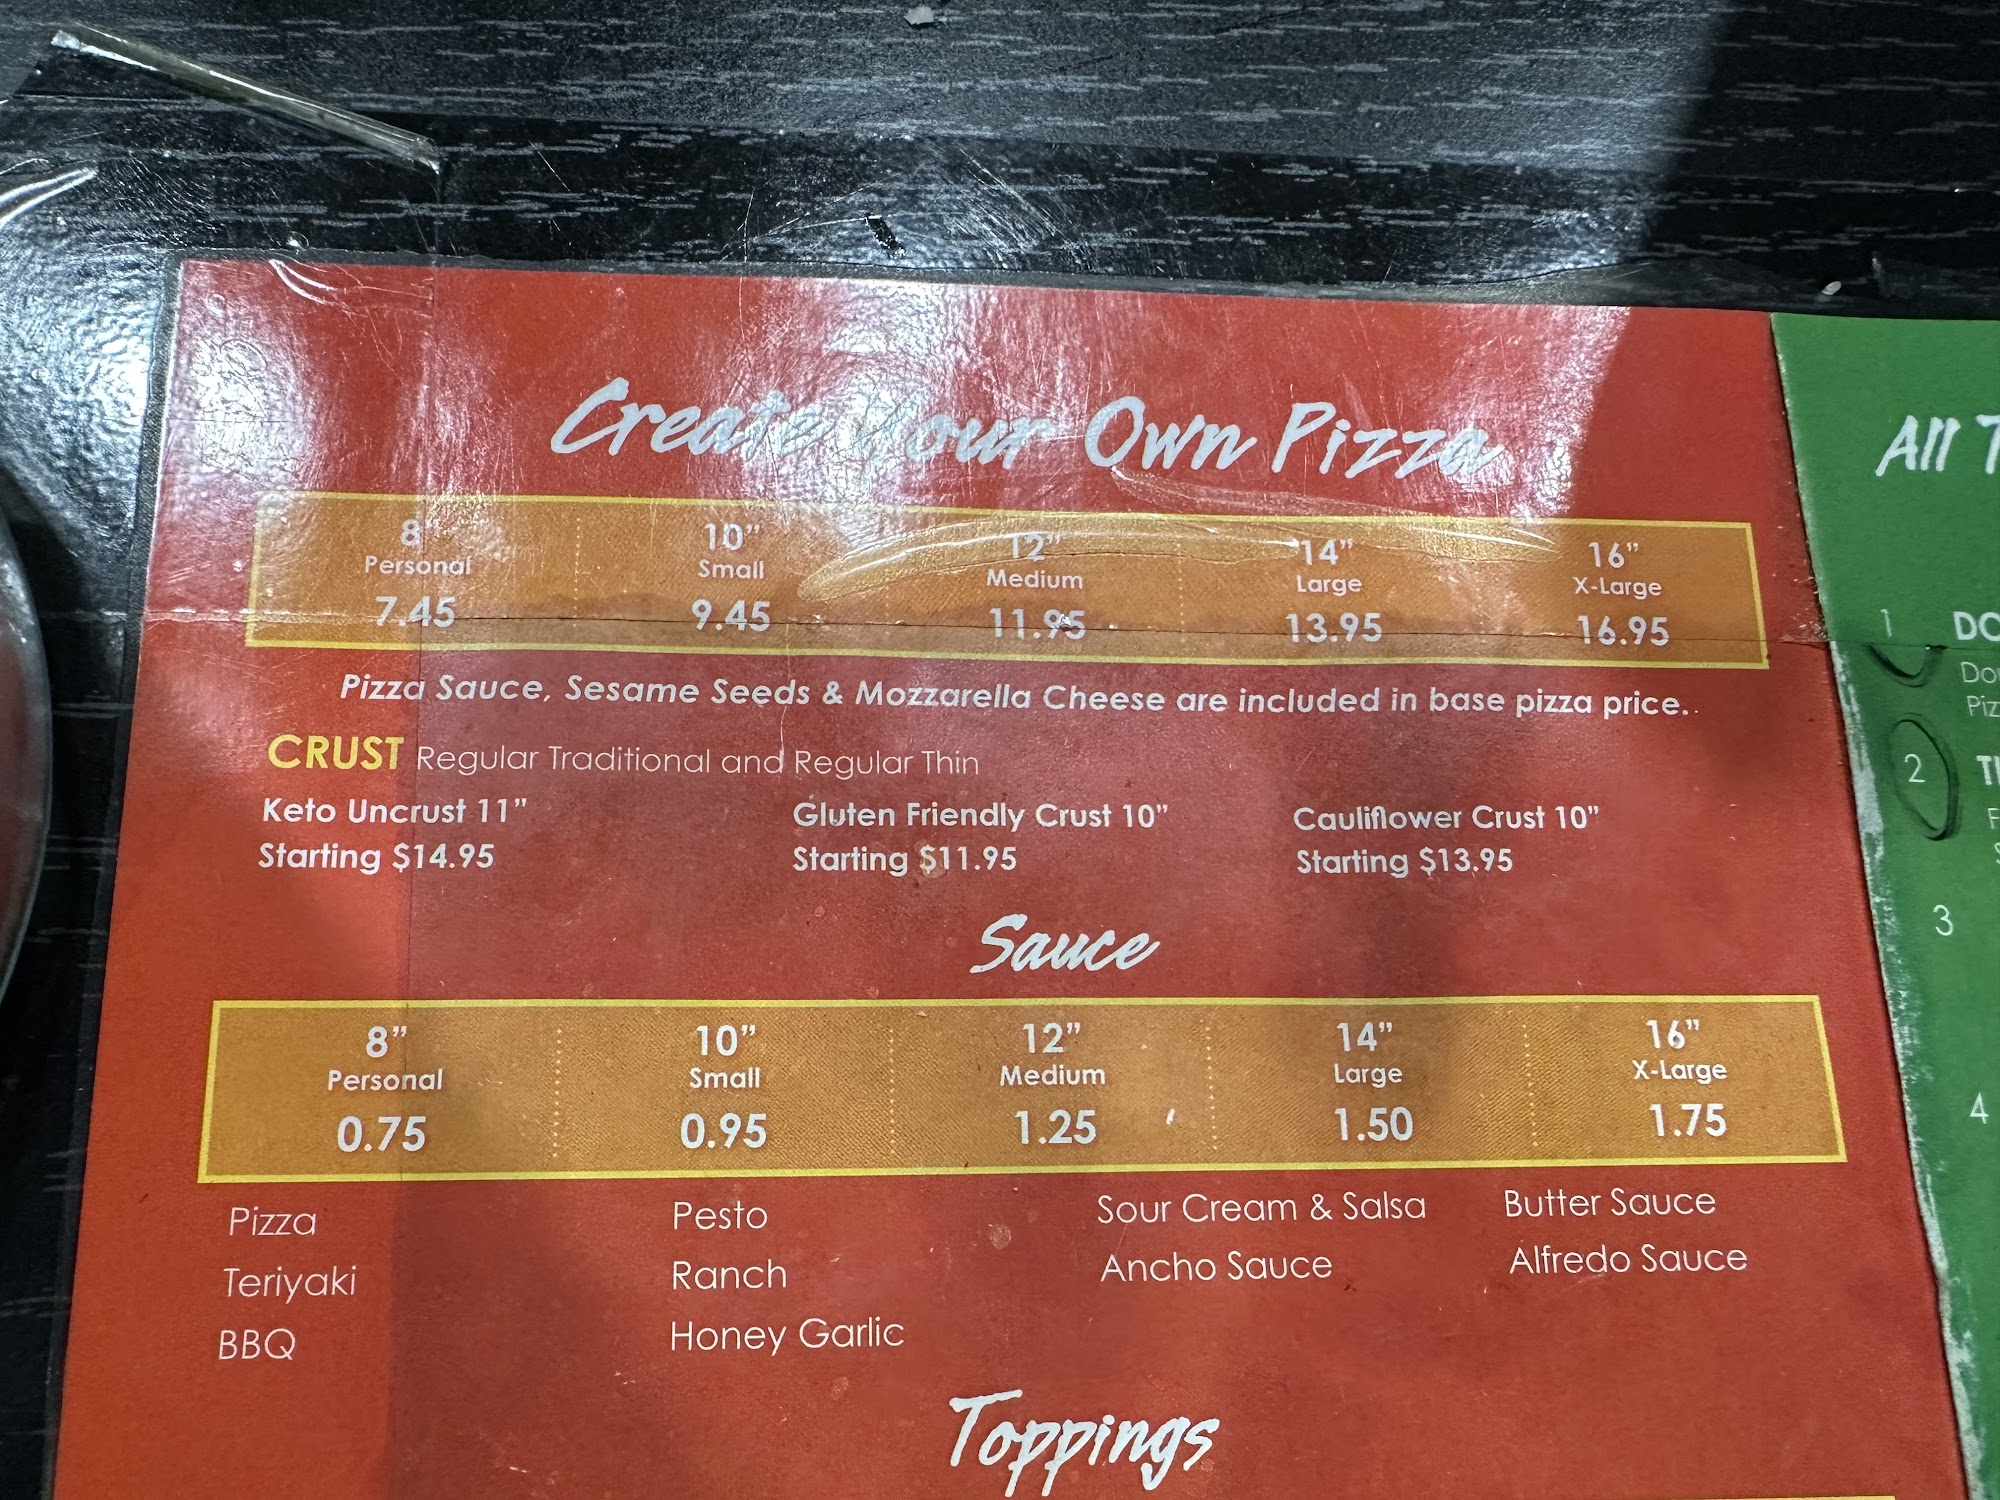 Create Your Own Pizza
8" 10" 12" 14" 16"
Personal Small Medium Large X-Large
7.45 9.45 11.95 13.95 16.95
Pizza Sauce, Sesame Seeds & Mozzarella Cheese are included in base pizza price.
CRUST Regular Traditional and Regular Thin
Keto Uncrust 11" Gluten Friendly Crust 10" Cauliflower Crust 10"
Starting $14.95 Starting $11.95 Starting $13.95
Sauce
8" 10" 12" 14" 16"
Personal Small Medium Large X-Large
0.75 0.95 1.25 1.50 1.75
Pizza Pesto Sour Cream & Salsa Butter Sauce
Teriyaki Ranch Ancho Sauce Alfredo Sauce
BBQ Honey Garlic
Toppings
All
1
2
3
4